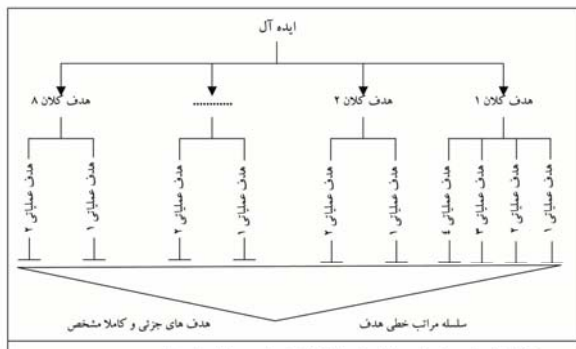 ایده آل
هدف کلان ۱
هدف کلان ۲
............
هدف کلان ۸
هدف عملیاتی ۱
هدف عملیاتی ۲
هدف عملیاتی ۳
هدف عملیاتی ٤
هدف عملیاتی ۱
هدف عملیاتی ۲
هدف عملیاتی ۱
هدف عملیاتی ۲
هدف عملیاتی ۱
هدف عملیاتی ۲
سلسله مراتب خطی هدف
هدف های جزئی و کاملا مشخص